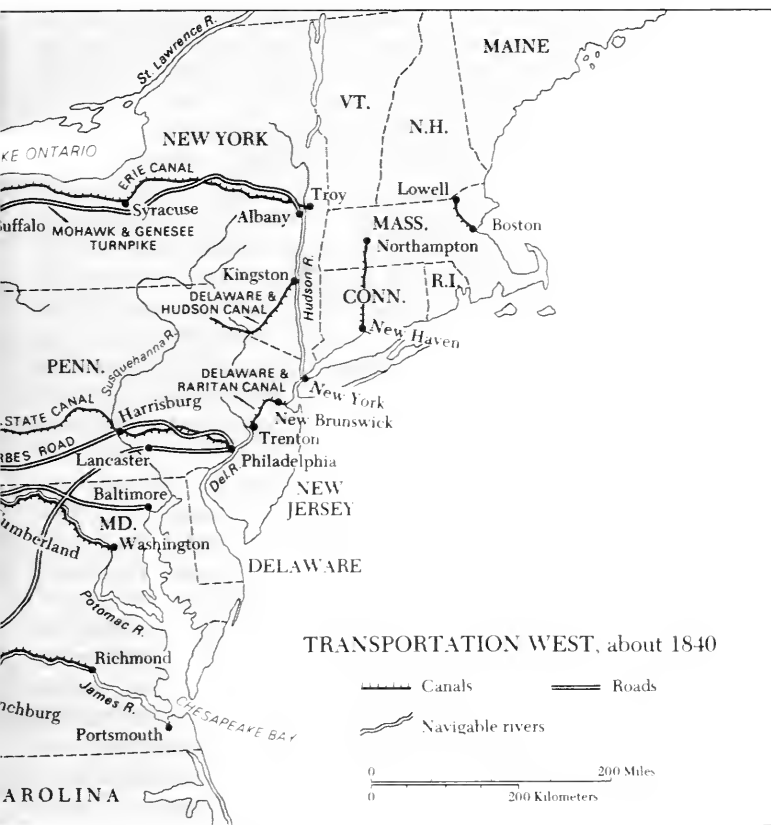 MAINE
St. Lawrence R.
VT.
N.H.
NEW YORK
KE ONTARIO
ERIE CANAL
Troy
Lowell
Syracuse
Albany
MASS.
Boston
uffalo
MOHAWK & GENESEE
TURNPIKE
Northampton
Kingston
Hudson R.
R.I.
DELAWARE &
HUDSON CANAL
CONN.
New Haven
Susquehanna R.
PENN.
DELAWARE &
RARITAN CANAL
New York
STATE CANAL
Harrisburg
New Brunswick
RBES ROAD
Trenton
Lancaster
Philadelphia
Del. R.
Baltimore
NEW
JERSEY
MD.
umberland
Washington
DELAWARE
Potomac R.
TRANSPORTATION WEST, about 1840
Richmond
Canals
Roads
James R.
nchburg
CHESAPEAKE BAY
Navigable rivers
Portsmouth
0 200 Miles
0 200 Kilometers
AROLINA